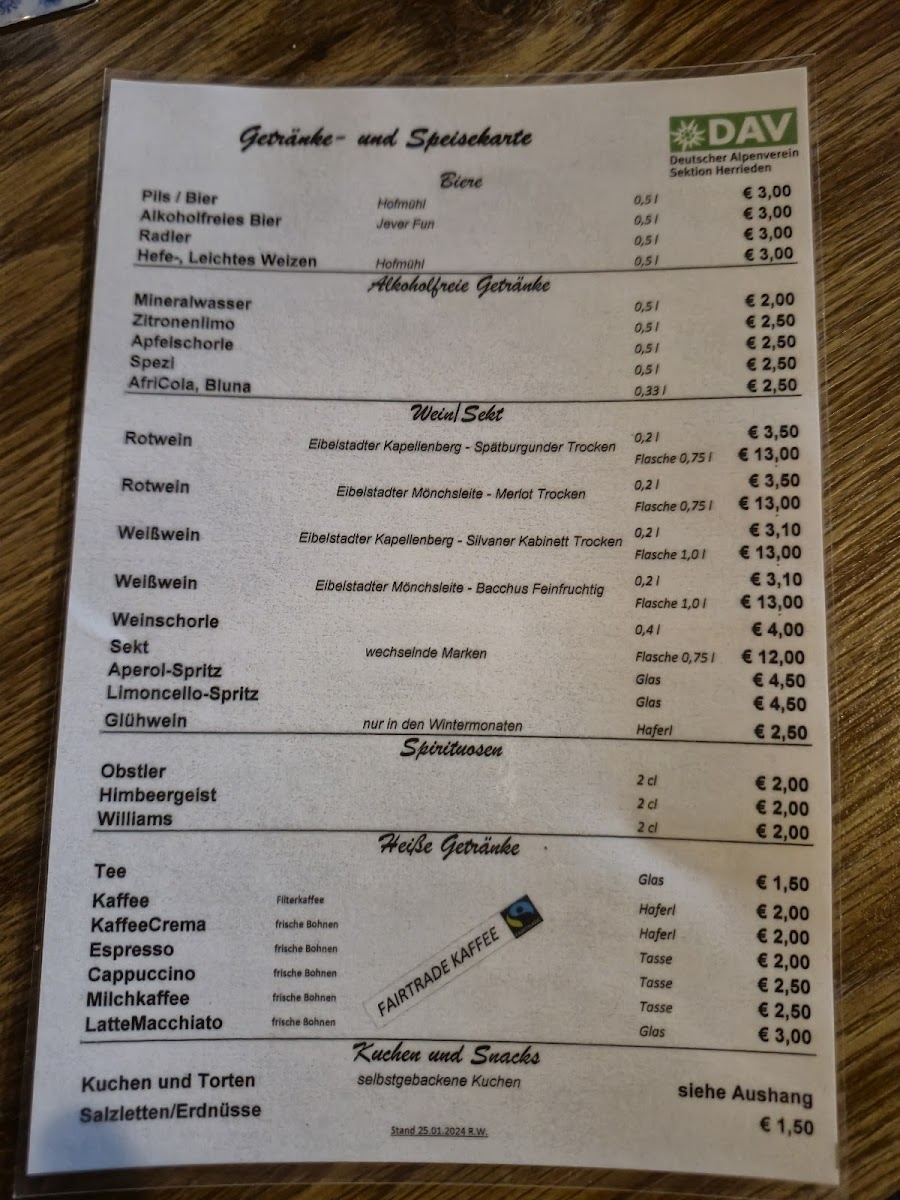 Getränke- und Speisekarte
DAV
Deutscher Alpenverein
Sektion Herrieden
Biere
Pils / Bier Hofmühl 0,5 l € 3,00
Alkoholfreies Bier Jever Fun 0,5 l € 3,00
Radler 0,5 l € 3,00
Hefe-, Leichtes Weizen Hofmühl 0,5 l € 3,00
Alkoholfreie Getränke
Mineralwasser 0,5 l € 2,00
Zitronenlimo 0,5 l € 2,50
Apfelschorle 0,5 l € 2,50
Spezi 0,5 l € 2,50
AfriCola, Bluna 0,33 l € 2,50
Wein/Sekt
Rotwein Eibelstadter Kapellenberg - Spätburgunder Trocken 0,2 l € 3,50
Flasche 0,75 l € 13,00
Rotwein Eibelstadter Mönchsleite - Merlot Trocken 0,2 l € 3,50
Flasche 0,75 l € 13,00
Weißwein Eibelstadter Kapellenberg - Silvaner Kabinett Trocken 0,2 l € 3,10
Flasche 1,0 l € 13,00
Weißwein Eibelstadter Mönchsleite - Bacchus Feinfruchtig 0,2 l € 3,10
Flasche 1,0 l € 13,00
Weinschorle 0,4 l € 4,00
Sekt wechselnde Marken Flasche 0,75 l € 12,00
Aperol-Spritz Glas € 4,50
Limoncello-Spritz Glas € 4,50
Glühwein nur in den Wintermonaten Haferl € 2,50
Spirituosen
Obstler 2 cl € 2,00
Himbeergeist 2 cl € 2,00
Williams 2 cl € 2,00
Heiße Getränke
Tee Glas € 1,50
Kaffee Filterkaffee Haferl € 2,00
KaffeeCrema frische Bohnen Haferl € 2,00
Espresso frische Bohnen Tasse € 2,00
Cappuccino frische Bohnen Tasse € 2,50
Milchkaffee frische Bohnen Tasse € 2,50
LatteMacchiato frische Bohnen Glas € 3,00
FAIRTRADE KAFFEE
Kuchen und Snacks
Kuchen und Torten selbstgebackene Kuchen siehe Aushang
Salzletten/Erdnüsse € 1,50
Stand 25.01.2024 R.W.